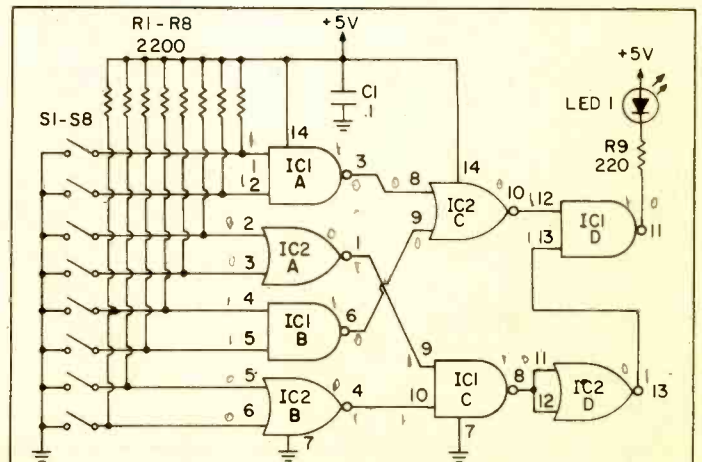 R1-R8
2200
+5V
+5V
C1
.1
LED 1
S1-S8
R9
220
14
1
2
IC1
A
3
8
14
9
IC2
C
10
12
13
IC1
D
11
2
3
IC2
A
1
4
5
IC1
B
6
9
10
IC1
C
8
7
11
12
IC2
D
13
5
6
IC2
B
4
7